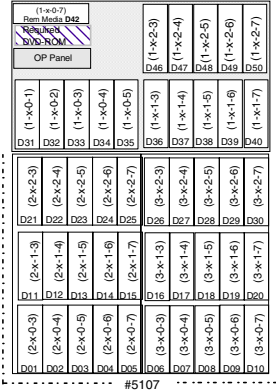 (1-x-0-7)
Rem Media D42
Required
DVD-ROM
OP Panel
(1-x-2-3) (1-x-2-4) (1-x-2-5) (1-x-2-6) (1-x-2-7)
D46 D47 D48 D49 D50
(1-x-0-1) (1-x-0-2) (1-x-0-3) (1-x-0-4) (1-x-0-5) (1-x-1-3) (1-x-1-4) (1-x-1-5) (1-x-1-6) (1-x-1-7)
D31 D32 D33 D34 D35 D36 D37 D38 D39 D40
(2-x-2-3) (2-x-2-4) (2-x-2-5) (2-x-2-6) (2-x-2-7) (3-x-2-3) (3-x-2-4) (3-x-2-5) (3-x-2-6) (3-x-2-7)
D21 D22 D23 D24 D25 D26 D27 D28 D29 D30
(2-x-1-3) (2-x-1-4) (2-x-1-5) (2-x-1-6) (2-x-1-7) (3-x-1-3) (3-x-1-4) (3-x-1-5) (3-x-1-6) (3-x-1-7)
D11 D12 D13 D14 D15 D16 D17 D18 D19 D20
(2-x-0-3) (2-x-0-4) (2-x-0-5) (2-x-0-6) (2-x-0-7) (3-x-0-3) (3-x-0-4) (3-x-0-5) (3-x-0-6) (3-x-0-7)
D01 D02 D03 D04 D05 D06 D07 D08 D09 D10
#5107